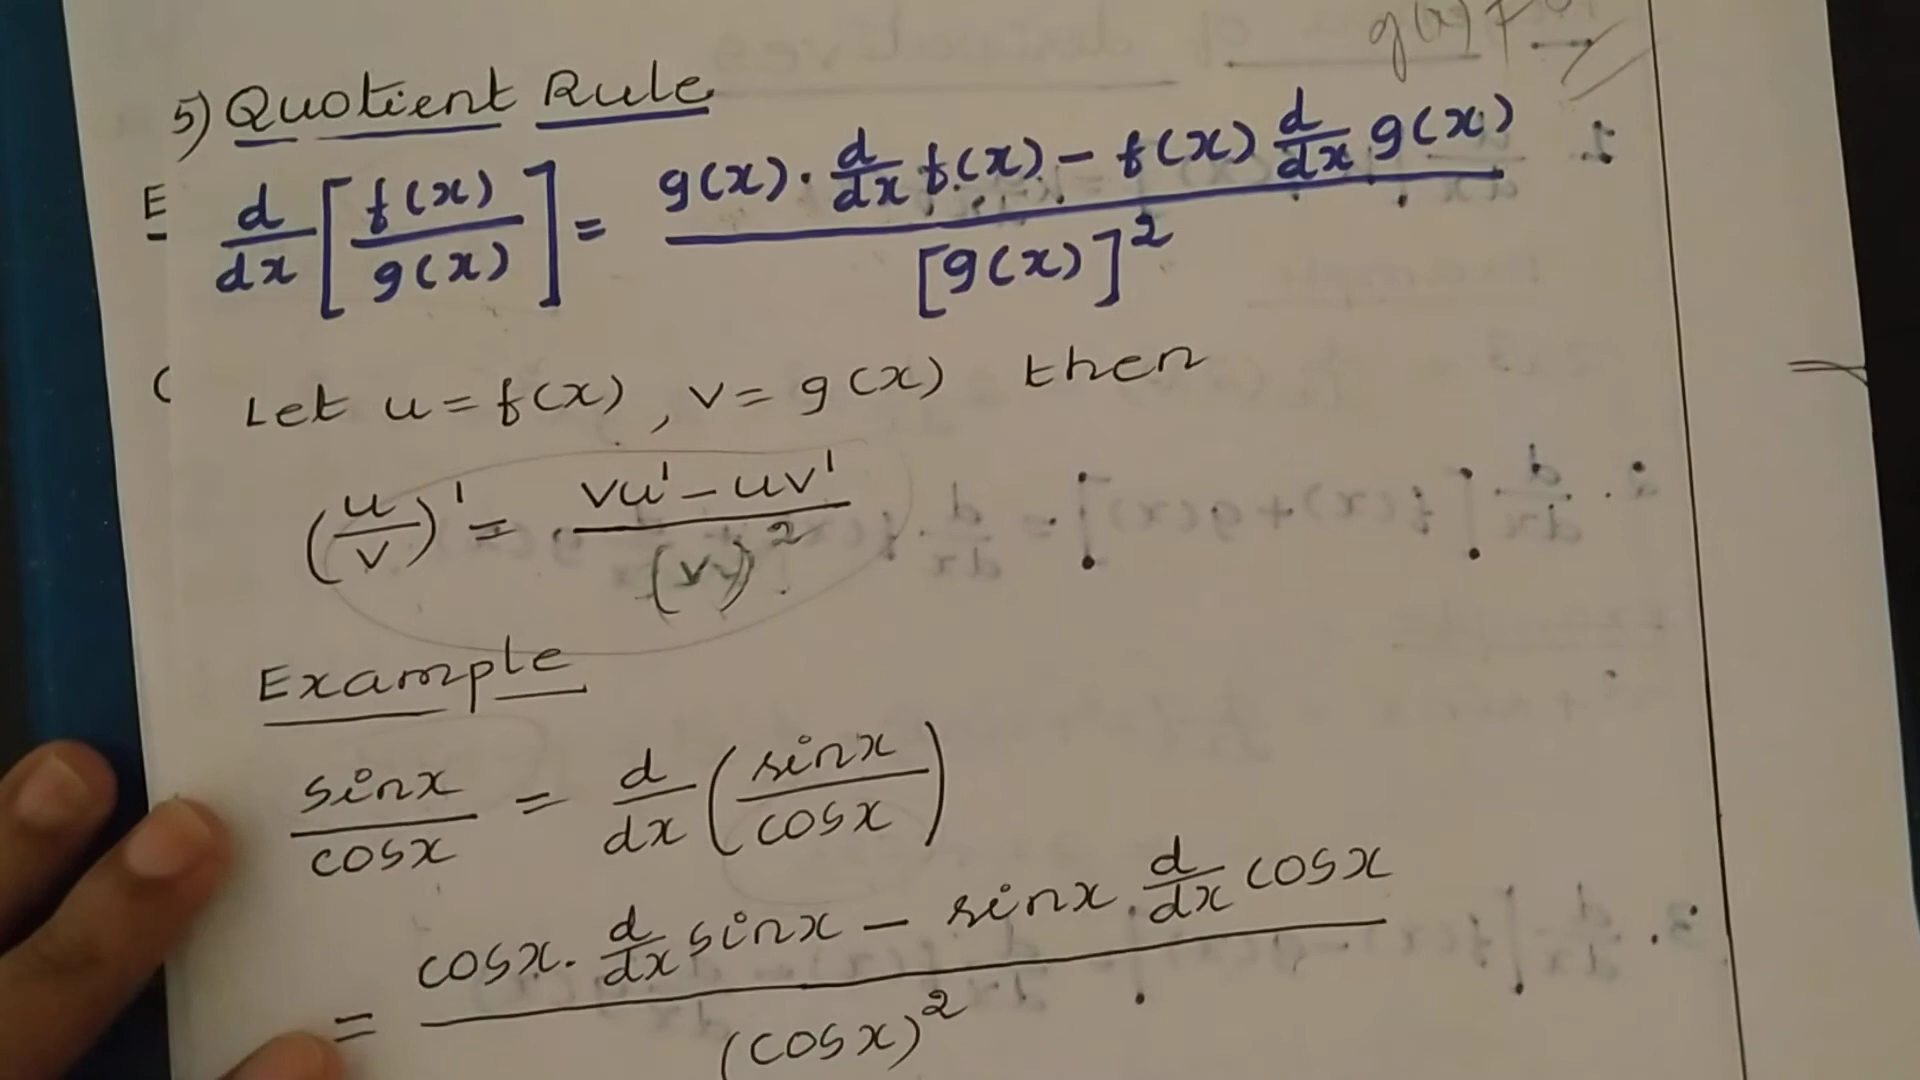 g(x) ≠ 0
5) Quotient Rule
d/dx [f(x)/g(x)] = g(x) · d/dx f(x) - f(x) d/dx g(x) / [g(x)]²
E
(
Let u = f(x), v = g(x) then
(u/v)' = vu' - uv' / (v)²
Example
sinx/cosx = d/dx (sinx/cosx)
= cosx · d/dx sinx - sinx · d/dx cosx / (cosx)²